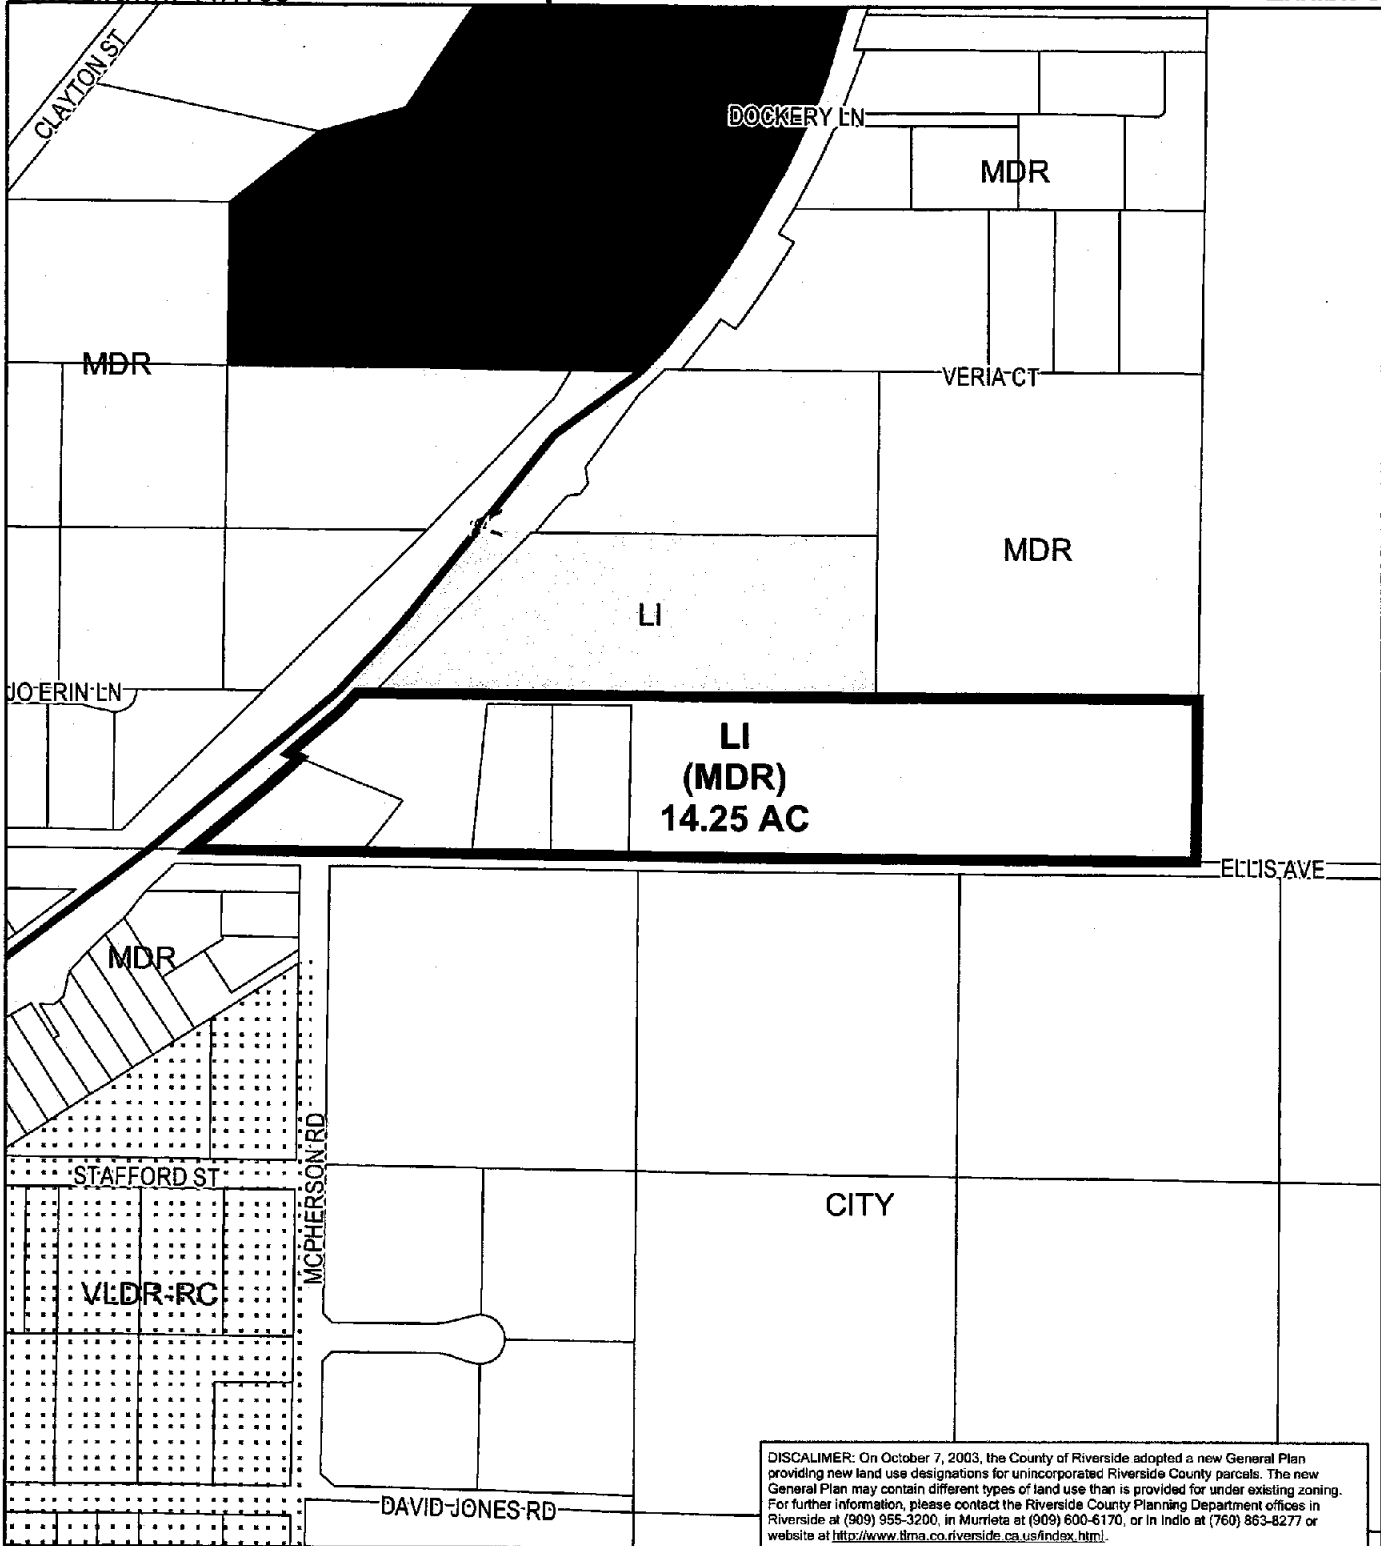 CLAYTON ST
DOCKERY LN
MDR
MDR
VERIA CT
MDR
LI
JO ERIN LN
LI
(MDR)
14.25 AC
ELLIS AVE
MDR
MCPHERSON RD
STAFFORD ST
CITY
VLDR-RC
DAVID JONES RD
DISCALIMER: On October 7, 2003, the County of Riverside adopted a new General Plan
providing new land use designations for unincorporated Riverside County parcels. The new
General Plan may contain different types of land use than is provided for under existing zoning.
For further information, please contact the Riverside County Planning Department offices in
Riverside at (909) 955-3200, in Murrieta at (909) 600-6170, or in Indio at (760) 863-8277 or
website at http://www.tlma.co.riverside.ca.us/index.html.